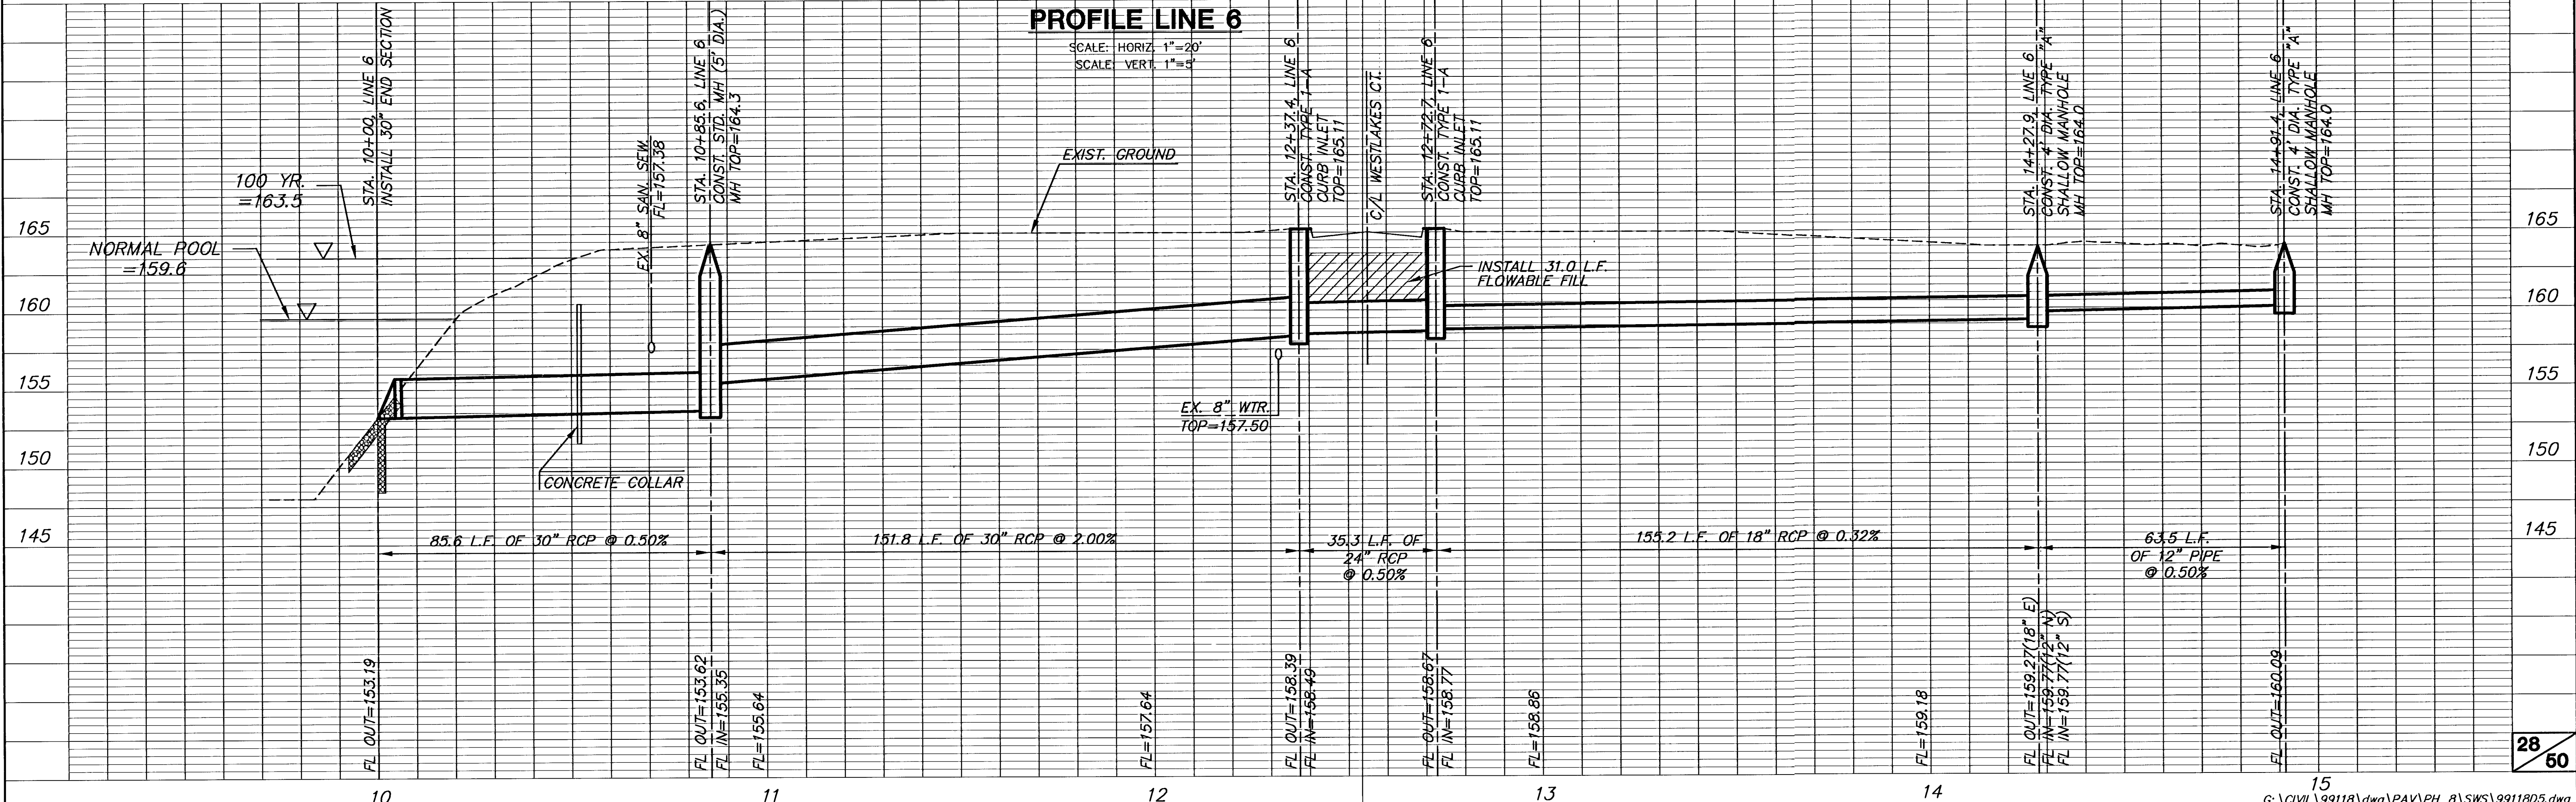 PROFILE LINE 6
SCALE: HORIZ. 1"=20'
SCALE: VERT. 1"=5'
STA. 10+00, LINE 6
INSTALL 30" END SECTION
STA. 10+85.6, LINE 6
CONST. STD. MH (5' DIA.)
MH TOP=164.3
EX. 8" SAN. SEW.
FL=157.38
EXIST. GROUND
STA. 12+37.4, LINE 6
CONST. TYPE 1-A
CURB INLET
TOP=165.11
C/L WESTLAKES CT.
STA. 12+72.7, LINE 6
CONST. TYPE 1-A
CURB INLET
TOP=165.11
STA. 14+27.9, LINE 6
CONST. 4' DIA. TYPE "A"
SHALLOW MANHOLE
MH TOP=164.0
STA. 14+91.4, LINE 6
CONST. 4' DIA. TYPE "A"
SHALLOW MANHOLE
MH TOP=164.0
100 YR.
=163.5
NORMAL POOL
=159.6
165
160
155
150
145
165
160
155
150
145
INSTALL 31.0 L.F.
FLOWABLE FILL
EX. 8" WTR.
TOP=157.50
CONCRETE COLLAR
85.6 L.F. OF 30" RCP @ 0.50%
151.8 L.F. OF 30" RCP @ 2.00%
35.3 L.F. OF
24" RCP
@ 0.50%
155.2 L.F. OF 18" RCP @ 0.32%
63.5 L.F.
OF 12" PIPE
@ 0.50%
FL OUT=153.19
FL OUT=153.62
FL IN=155.35
FL=155.64
FL=157.64
FL OUT=158.39
FL IN=158.49
FL OUT=158.67
FL IN=158.77
FL=158.86
FL=159.18
FL OUT=159.27(18" E)
FL IN=159.77(12" N)
FL IN=159.77(12" S)
FL OUT=160.09
28
50
10
11
12
13
14
15
G:\CIVIL\99118\dwg\PAV\PH_8\SWS\99118D5.dwg